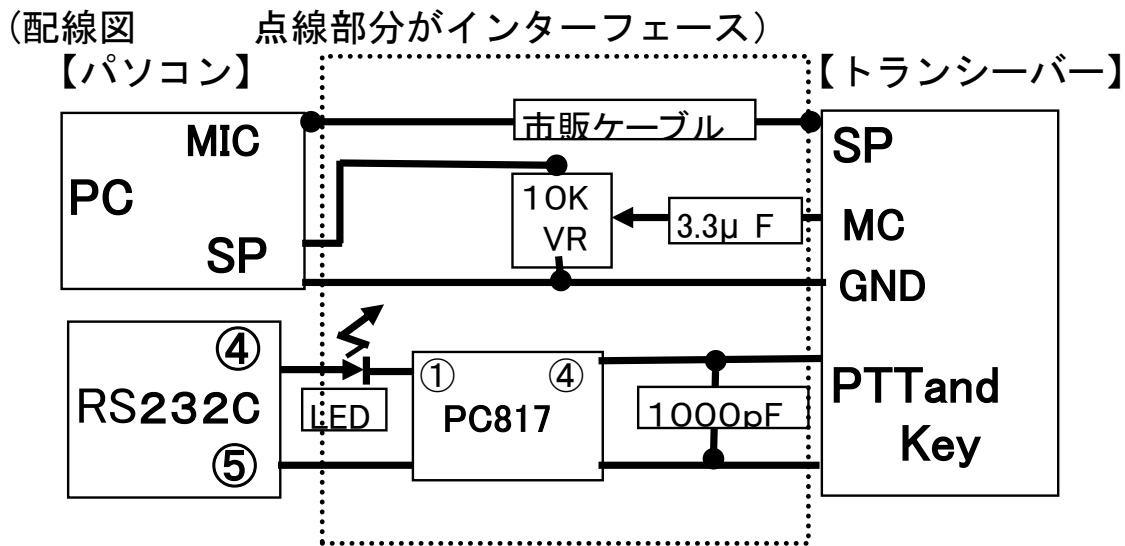 (配線図 点線部分がインターフェース)
【パソコン】 【トランシーバー】
MIC
市販ケーブル
SP
PC
10K
VR
3.3μ F
MC
SP
GND
④
RS232C
⑤
LED
① ④
PC817
1000pF
PTTand
Key